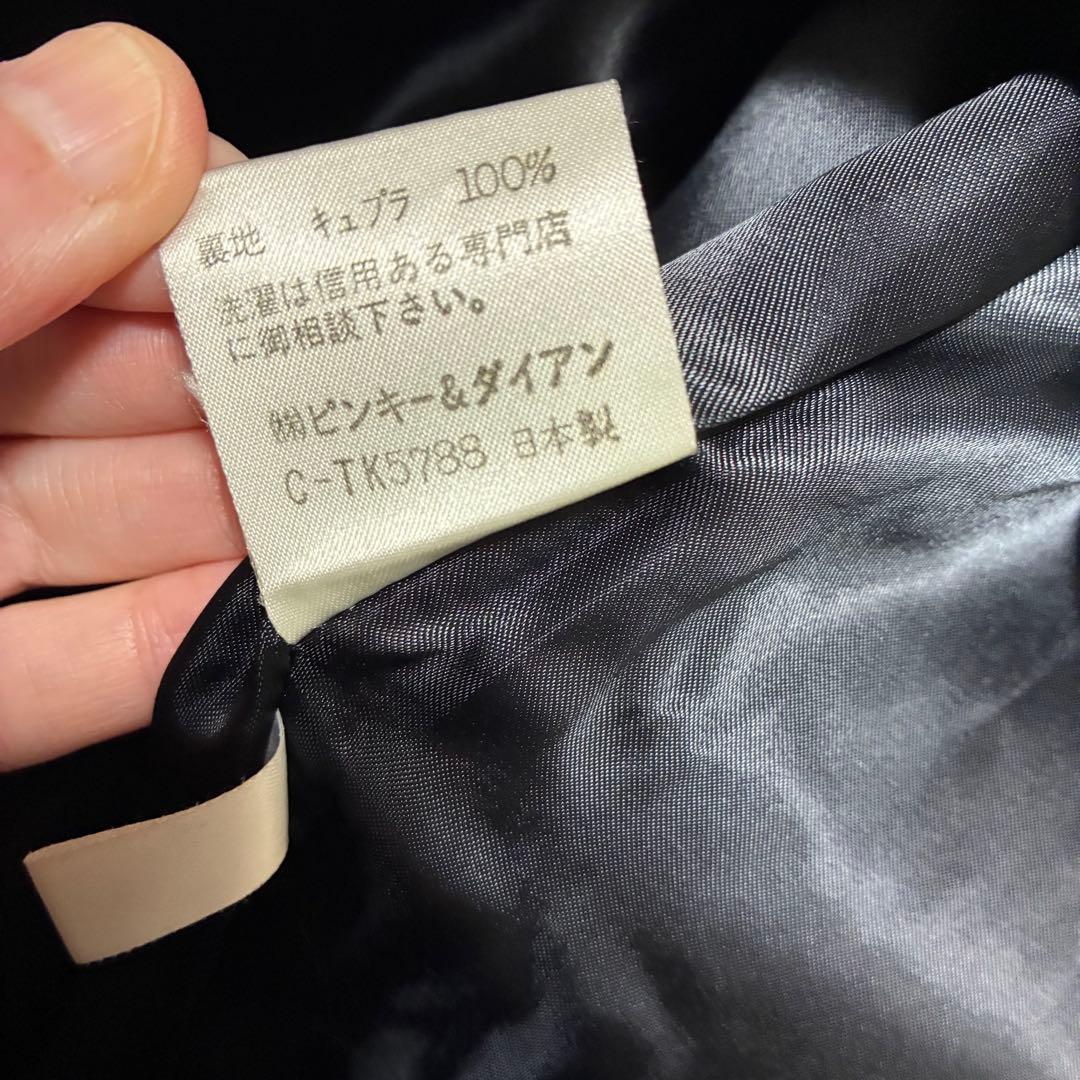 裏地 キュプラ 100%
洗濯は信用ある専門店
に御相談下さい。
㈱ピンキー&ダイアン
C-TK5788 日本製